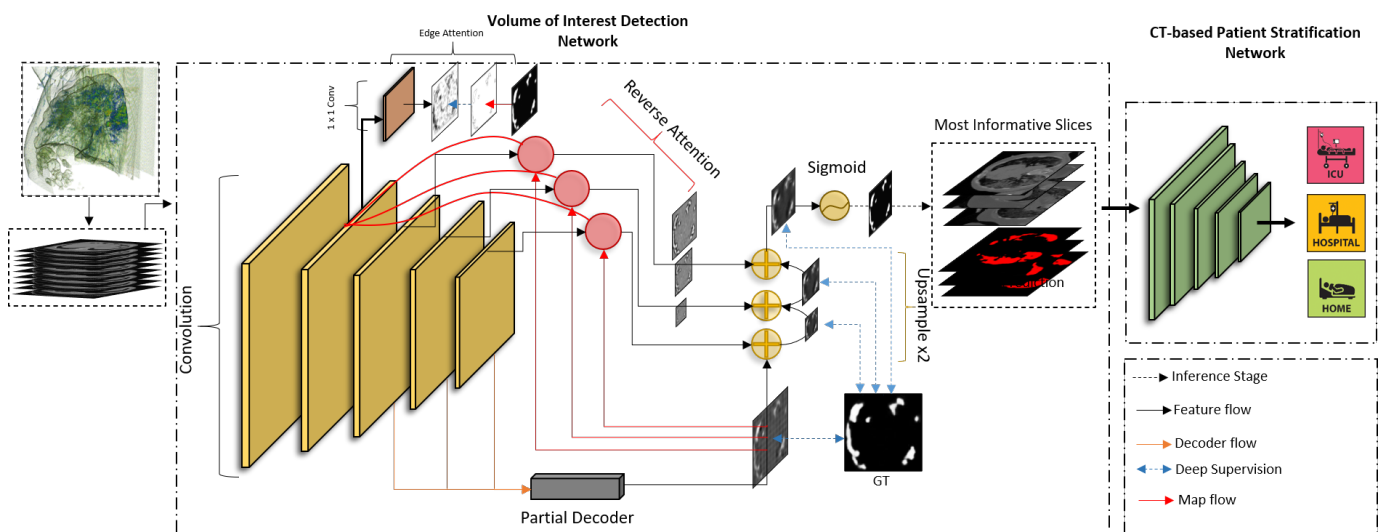 Volume of Interest Detection
Network
CT-based Patient Stratification
Network
Edge Attention
1 x 1 Conv
Reverse Attention
Convolution
Sigmoid
Most Informative Slices
Upsample x2
GT
Partial Decoder
ICU
HOSPITAL
HOME
Inference Stage
Feature flow
Decoder flow
Deep Supervision
Map flow